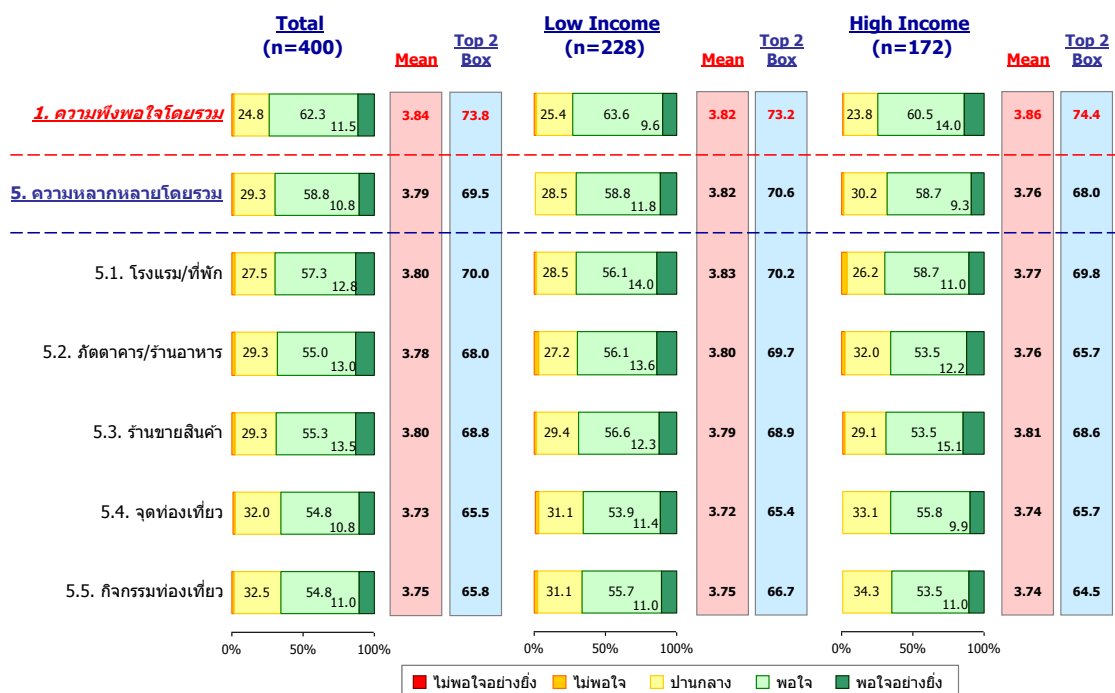 Total Low Income High Income
(n=400) (n=228) (n=172)
Mean Top 2 Box Mean Top 2 Box Mean Top 2 Box
1. ความพึงพอใจโดยรวม 24.8 62.3 11.5 3.84 73.8 25.4 63.6 9.6 3.82 73.2 23.8 60.5 14.0 3.86 74.4
5. ความหลากหลายโดยรวม 29.3 58.8 10.8 3.79 69.5 28.5 58.8 11.8 3.82 70.6 30.2 58.7 9.3 3.76 68.0
5.1. โรงแรม/ที่พัก 27.5 57.3 12.8 3.80 70.0 28.5 56.1 14.0 3.83 70.2 26.2 58.7 11.0 3.77 69.8
5.2. ภัตตาคาร/ร้านอาหาร 29.3 55.0 13.0 3.78 68.0 27.2 56.1 13.6 3.80 69.7 32.0 53.5 12.2 3.76 65.7
5.3. ร้านขายสินค้า 29.3 55.3 13.5 3.80 68.8 29.4 56.6 12.3 3.79 68.9 29.1 53.5 15.1 3.81 68.6
5.4. จุดท่องเที่ยว 32.0 54.8 10.8 3.73 65.5 31.1 53.9 11.4 3.72 65.4 33.1 55.8 9.9 3.74 65.7
5.5. กิจกรรมท่องเที่ยว 32.5 54.8 11.0 3.75 65.8 31.1 55.7 11.0 3.75 66.7 34.3 53.5 11.0 3.74 64.5
0% 50% 100% 0% 50% 100% 0% 50% 100%
ไม่พอใจอย่างยิ่ง ไม่พอใจ ปานกลาง พอใจ พอใจอย่างยิ่ง